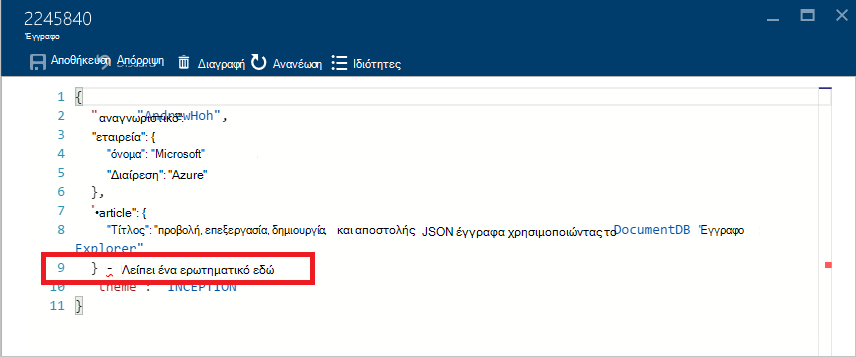 2245840
Έγγραφο
Αποθήκευση Απόρριψη Διαγραφή Ανανέωση Ιδιότητες
1 {
2 "αναγνωριστικό": "AndrewHoh",
3 "εταιρεία": {
4 "όνομα": "Microsoft"
5 "Διαίρεση": "Azure"
6 },
7 "•article": {
8 "Τίτλος": "προβολή, επεξεργασία, δημιουργία, και αποστολής JSON έγγραφα χρησιμοποιώντας το DocumentDB Έγγραφο
Explorer"
9 } - Λείπει ένα ερωτηματικό εδώ
10 "theme": "INCEPTION"
11 }